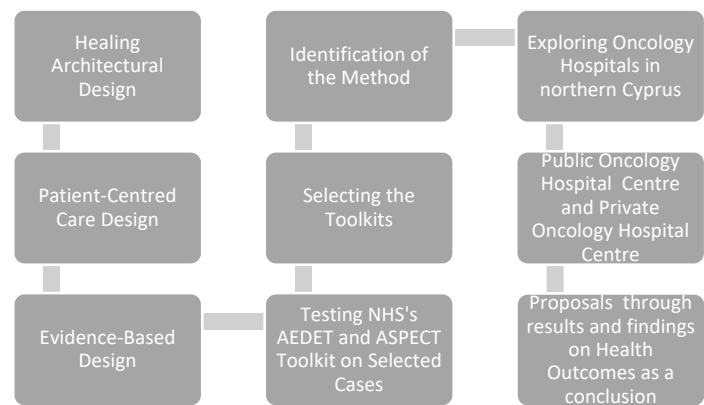 Healing
Architectural
Design
Patient-Centred
Care Design
Evidence-Based
Design
Testing NHS's
AEDET and ASPECT
Toolkit on Selected
Cases
Selecting the
Toolkits
Identification of
the Method
Exploring Oncology
Hospitals in
northern Cyprus
Public Oncology
Hospital Centre
and Private
Oncology Hospital
Centre
Proposals through
results and findings
on Health
Outcomes as a
conclusion